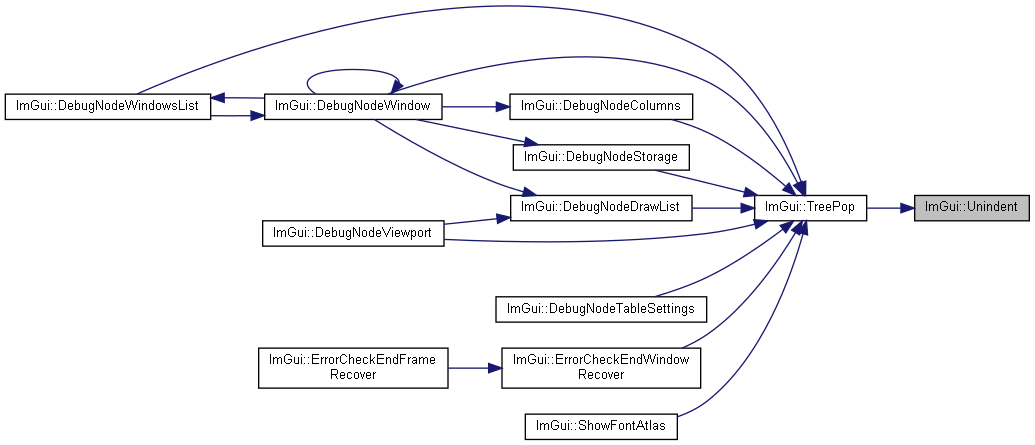 ImGui::DebugNodeWindowsList
ImGui::DebugNodeWindow
ImGui::DebugNodeColumns
ImGui::DebugNodeStorage
ImGui::DebugNodeDrawList
ImGui::TreePop
ImGui::Unindent
ImGui::DebugNodeViewport
ImGui::DebugNodeTableSettings
ImGui::ErrorCheckEndFrame
Recover
ImGui::ErrorCheckEndWindow
Recover
ImGui::ShowFontAtlas